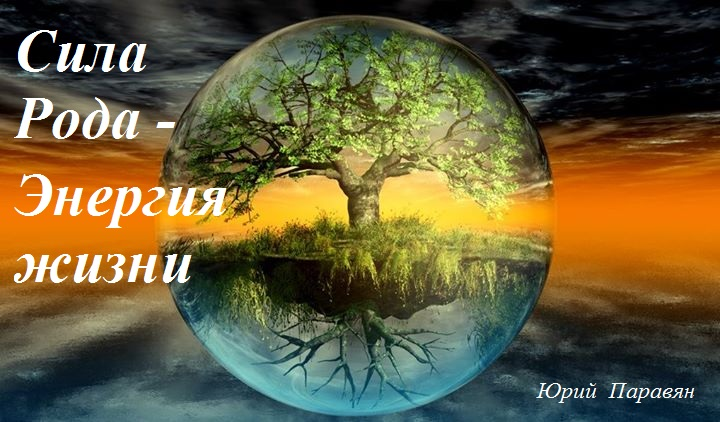 Сила
Рода -
Энергия
жизни
Юрий Паравян